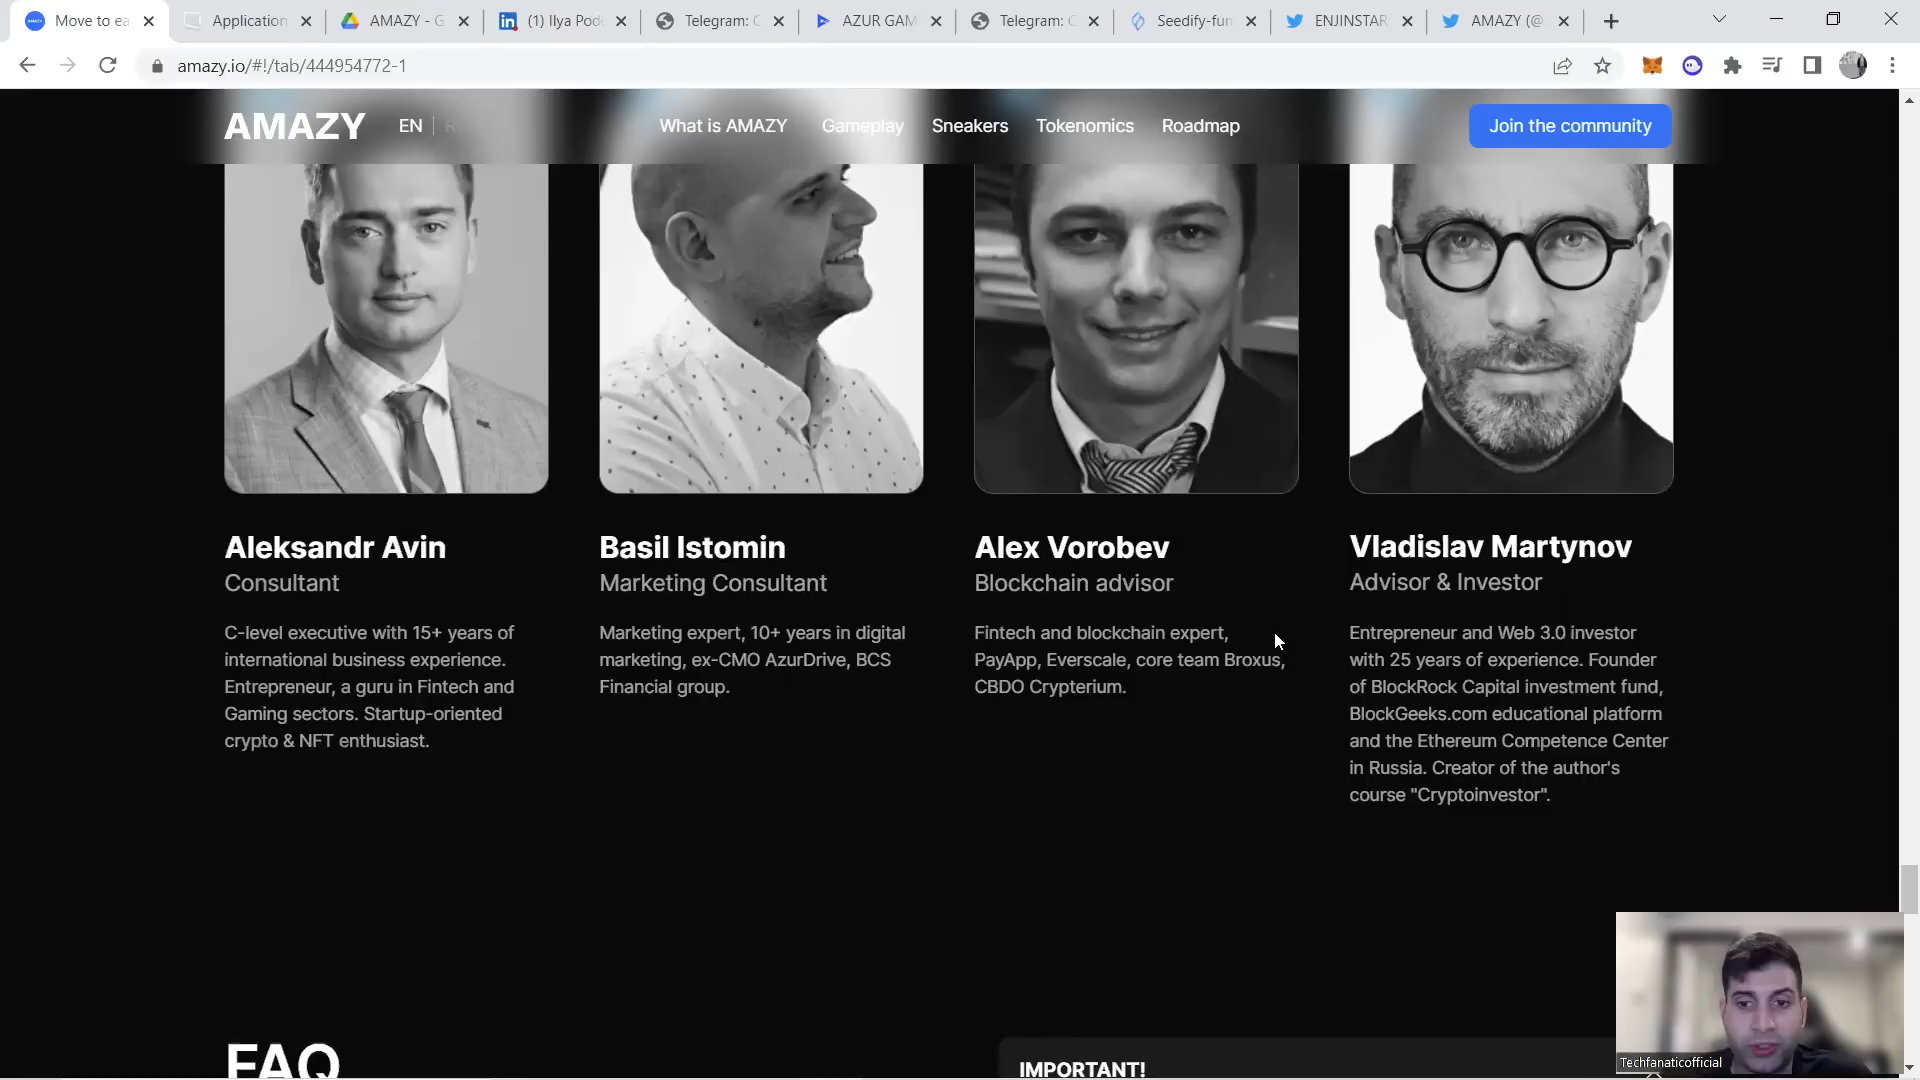 Move to ea
Application
AMAZY - G
(1) Ilya Pod
Telegram: C
AZUR GAM
Telegram: C
Seedify-fun
ENJINSTAR
AMAZY (@
amazy.io/#!/tab/444954772-1
AMAZY
EN
What is AMAZY
Gameplay
Sneakers
Tokenomics
Roadmap
Join the community
Aleksandr Avin
Consultant
C-level executive with 15+ years of
international business experience.
Entrepreneur, a guru in Fintech and
Gaming sectors. Startup-oriented
crypto & NFT enthusiast.
Basil Istomin
Marketing Consultant
Marketing expert, 10+ years in digital
marketing, ex-CMO AzurDrive, BCS
Financial group.
Alex Vorobev
Blockchain advisor
Fintech and blockchain expert,
PayApp, Everscale, core team Broxus,
CBDO Crypterium.
Vladislav Martynov
Advisor & Investor
Entrepreneur and Web 3.0 investor
with 25 years of experience. Founder
of BlockRock Capital investment fund,
BlockGeeks.com educational platform
and the Ethereum Competence Center
in Russia. Creator of the author's
course "Cryptoinvestor".
FAQ
IMPORTANT!
Techfanaticofficial